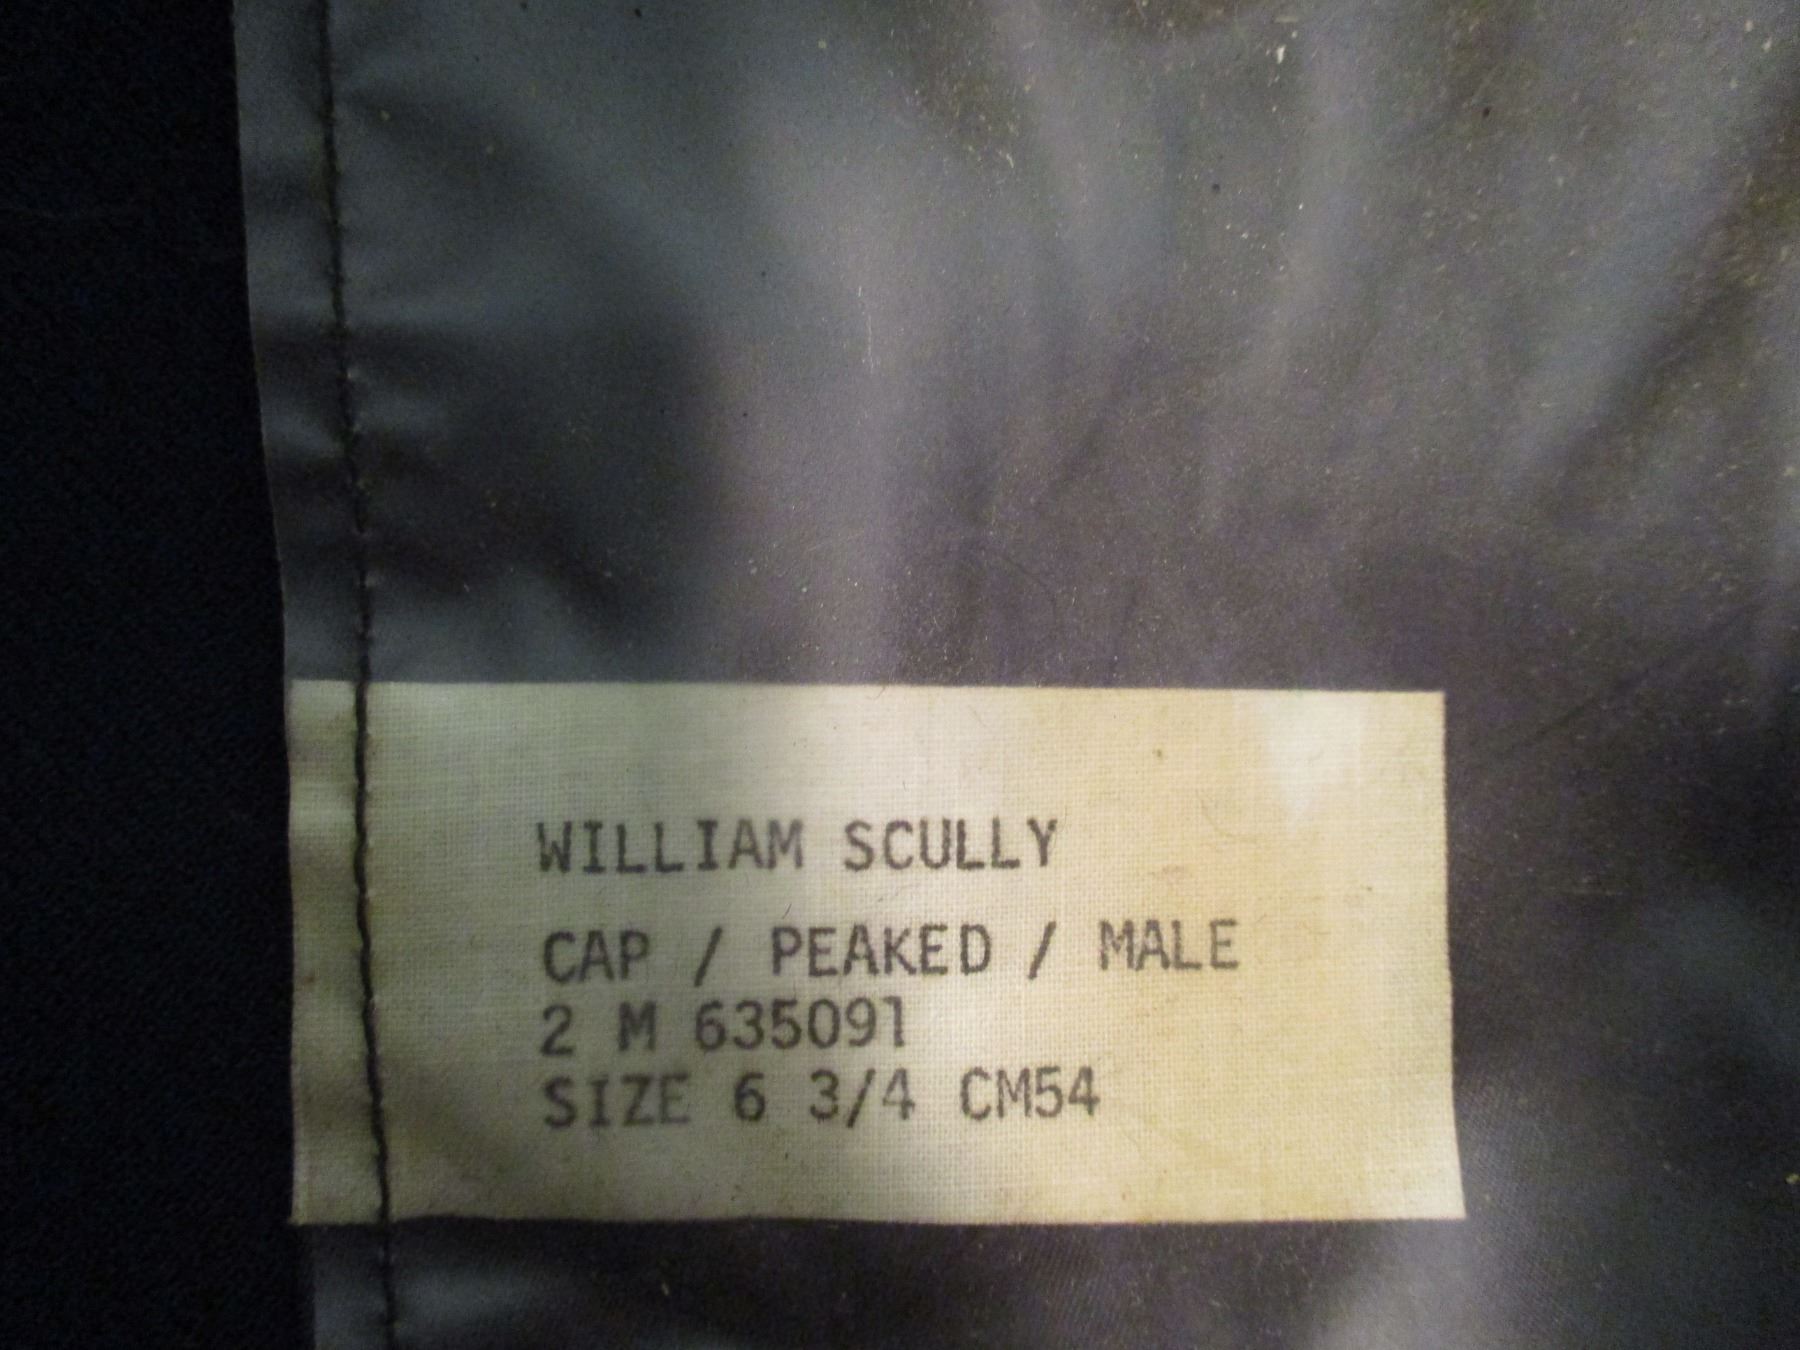 WILLIAM SCULLY
CAP / PEAKED / MALE
2 M 635091
SIZE 6 3/4 CM54